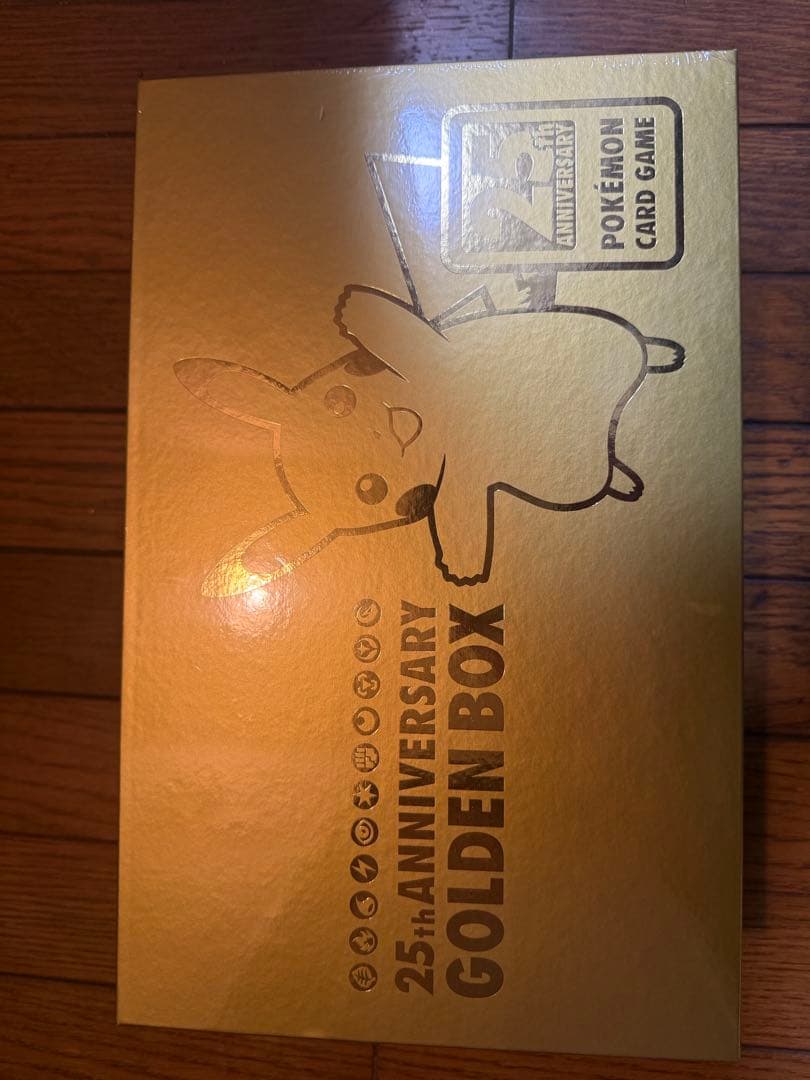 25th
ANNIVERSARY
POKÉMON
CARD GAME
25th ANNIVERSARY
GOLDEN BOX